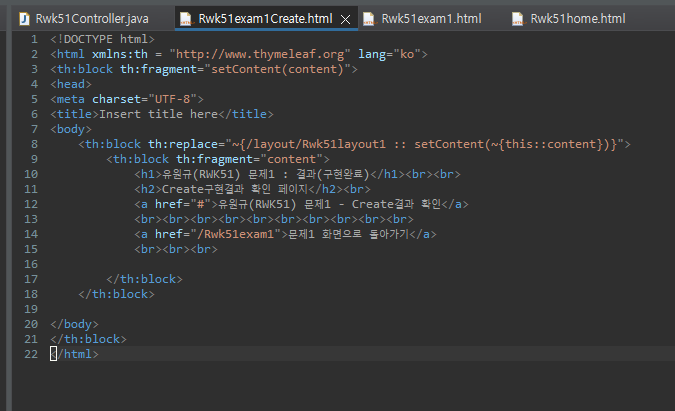 Rwk51Controller.java Rwk51exam1Create.html Rwk51exam1.html Rwk51home.html
1 <!DOCTYPE html>
2 <html xmlns:th = "http://www.thymeleaf.org" lang="ko">
3 <th:block th:fragment="setContent(content)">
4 <head>
5 <meta charset="UTF-8">
6 <title>Insert title here</title>
7 <body>
8 <th:block th:replace="~{/layout/Rwk51layout1 :: setContent(~{this::content})}">
9 <th:block th:fragment="content">
10 <h1>유원규(RWK51) 문제1 : 결과(구현완료)</h1><br><br>
11 <h2>Create구현결과 확인 페이지</h2><br>
12 <a href="#">유원규(RWK51) 문제1 - Create결과 확인</a>
13 <br><br><br><br><br><br><br><br><br><br>
14 <a href="/Rwk51exam1">문제1 화면으로 돌아가기</a>
15 <br><br><br>
16
17 </th:block>
18 </th:block>
19
20 </body>
21 </th:block>
22 </html>